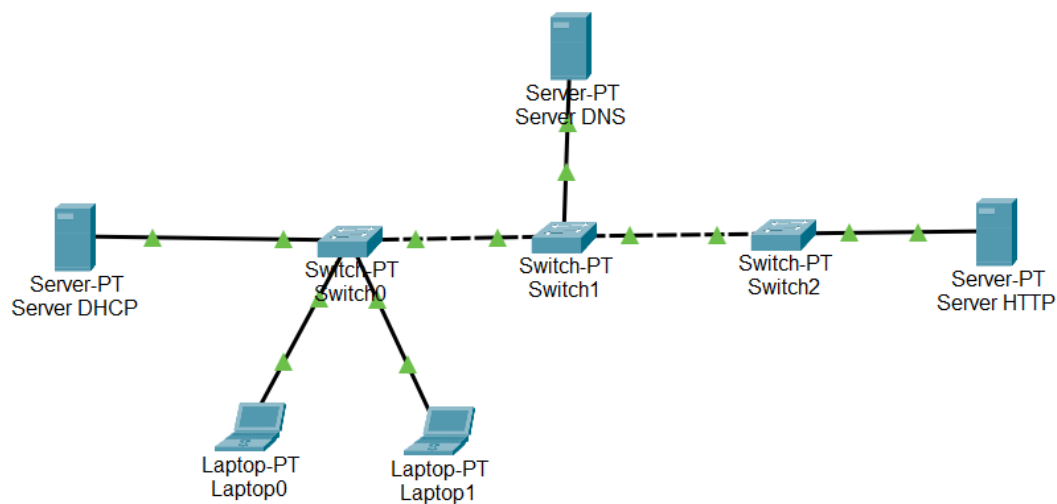 Server-PT
Server DNS
Server-PT
Server DHCP
Switch-PT
Switch0
Switch-PT
Switch1
Switch-PT
Switch2
Server-PT
Server HTTP
Laptop-PT
Laptop0
Laptop-PT
Laptop1